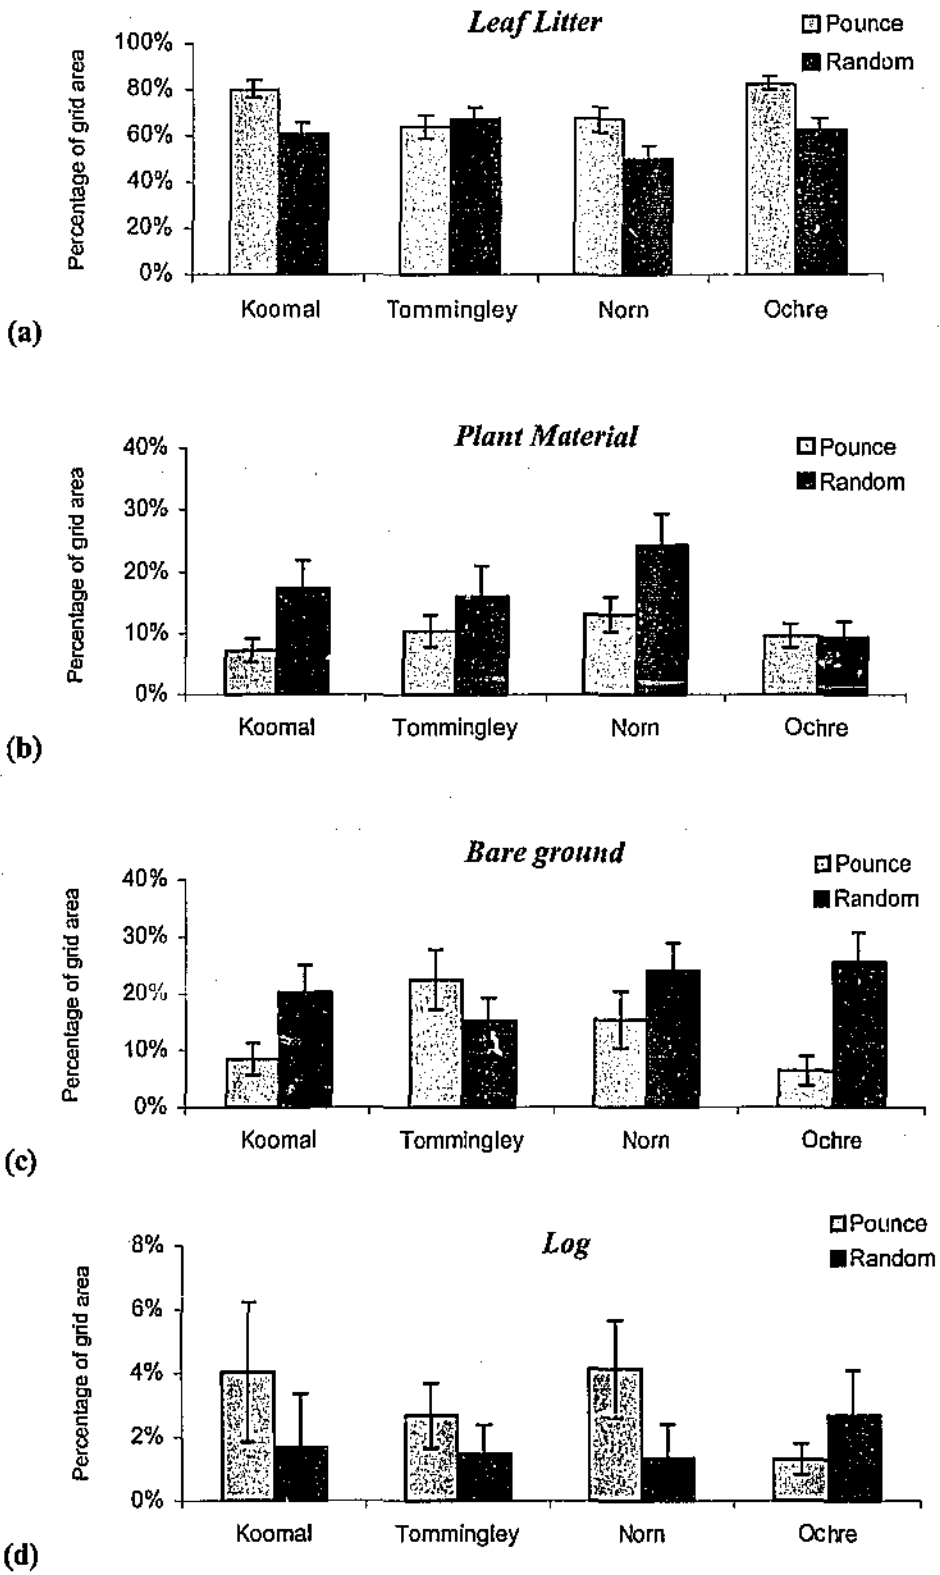 Leaf Litter
Pounce
Random
Percentage of grid area
100%
80%
60%
40%
20%
0%
Koomal Tommingley Norn Ochre
(a)
Plant Material
Pounce
Random
Percentage of grid area
40%
30%
20%
10%
0%
Koomal Tommingley Norn Ochre
(b)
Bare ground
Pounce
Random
Percentage of grid area
40%
30%
20%
10%
0%
Koomal Tommingley Norn Ochre
(c)
Log
Pounce
Random
Percentage of grid area
8%
6%
4%
2%
0%
Koomal Tommingley Norn Ochre
(d)